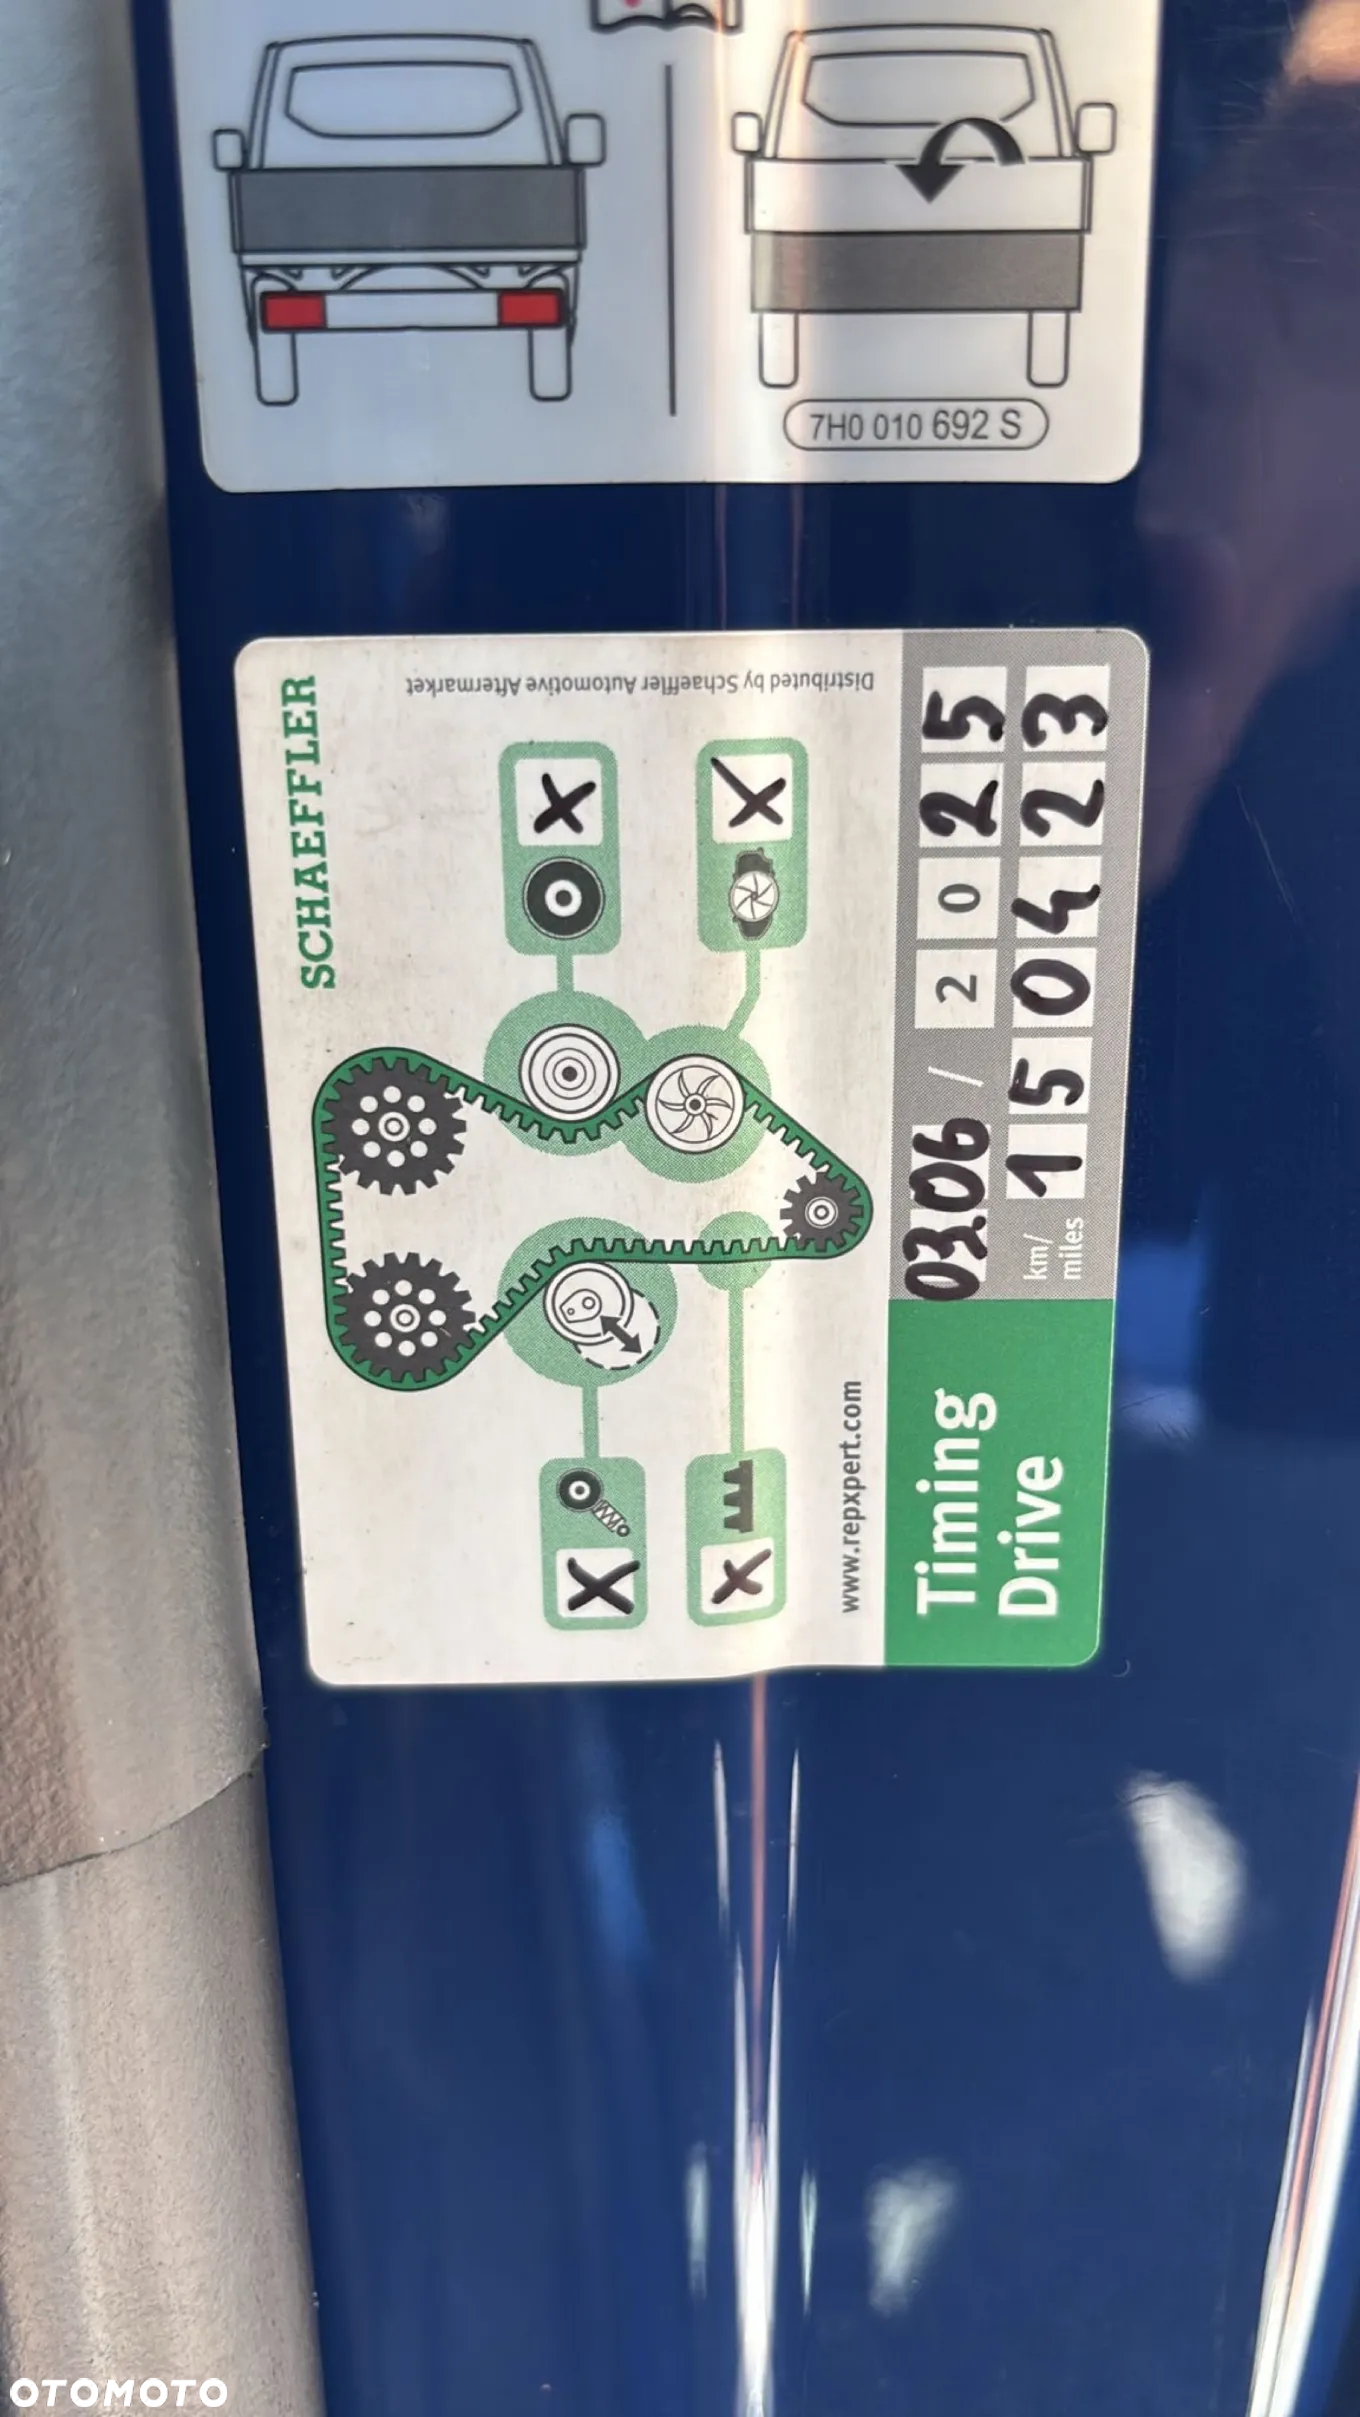 7H0 010 692 S
SCHAEFFLER
Distributed by Schaeffler Automotive Aftermarket
www.repxpert.com
Timing
Drive
03.06 / 2025
km/
miles
150423
OTOMOTO